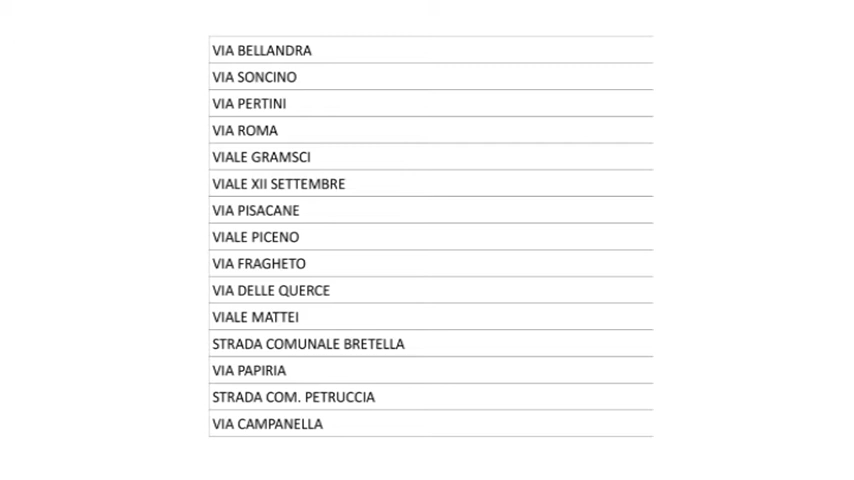 VIA BELLANDRA
VIA SONCINO
VIA PERTINI
VIA ROMA
VIALE GRAMSCI
VIALE XII SETTEMBRE
VIA PISACANE
VIALE PICENO
VIA FRAGHETO
VIA DELLE QUERCE
VIALE MATTEI
STRADA COMUNALE BRETELLA
VIA PAPIRIA
STRADA COM. PETRUCCIA
VIA CAMPANELLA